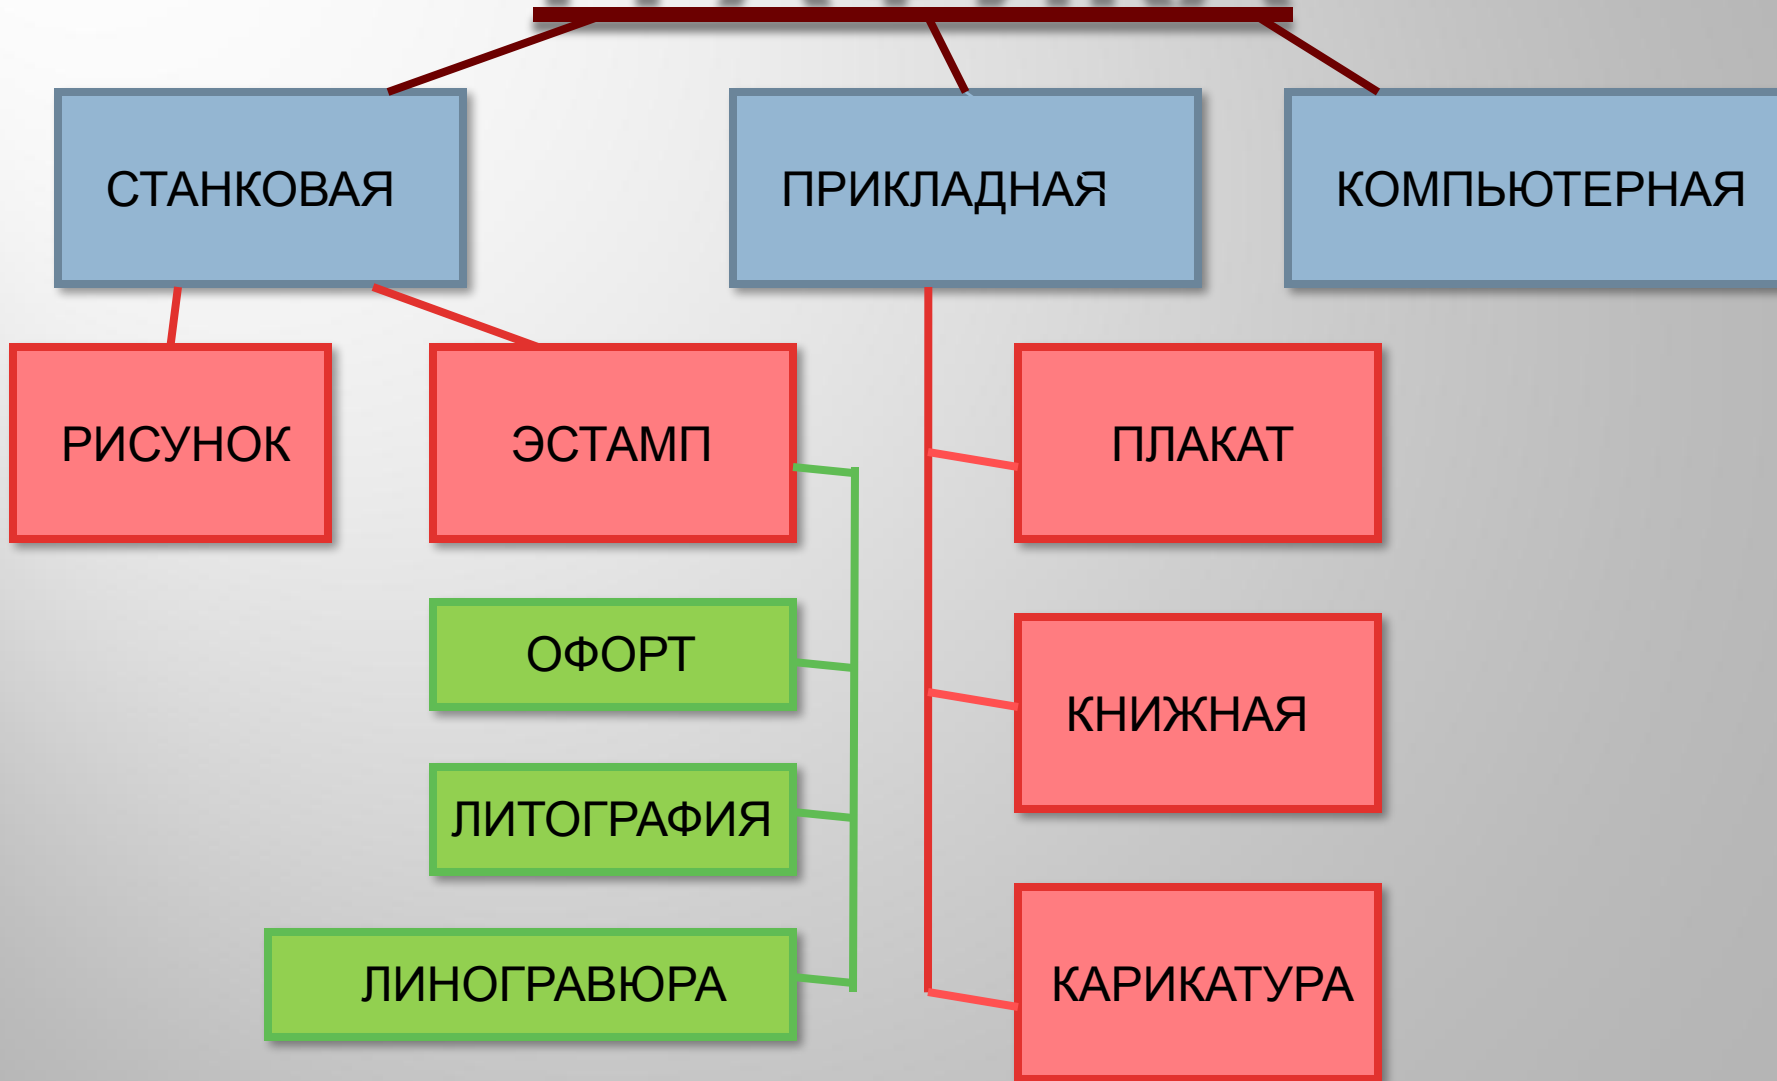 СТАНКОВАЯ
ПРИКЛАДНАЯ
КОМПЬЮТЕРНАЯ
РИСУНОК
ЭСТАМП
ПЛАКАТ
ОФОРТ
КНИЖНАЯ
ЛИТОГРАФИЯ
ЛИНОГРАВЮРА
КАРИКАТУРА